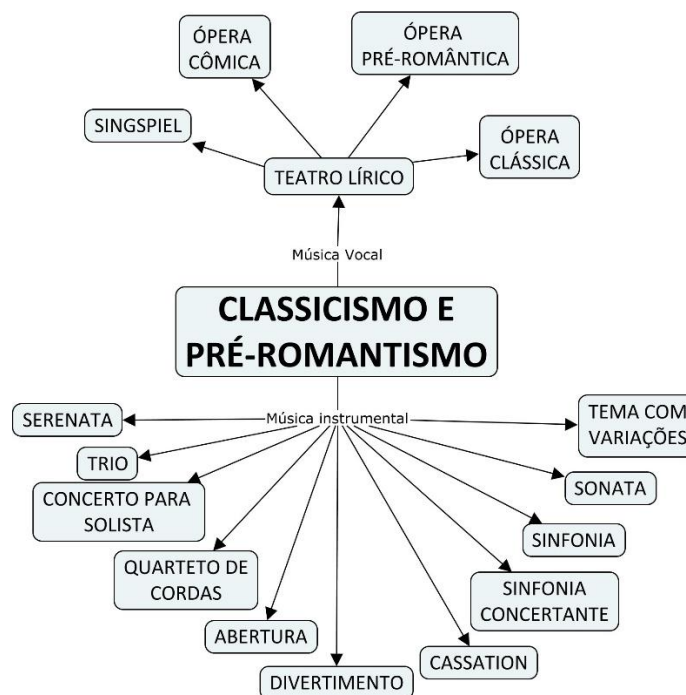 ÓPERA
CÔMICA
ÓPERA
PRÉ-ROMÂNTICA
SINGSPIEL
ÓPERA
CLÁSSICA
TEATRO LÍRICO
Música Vocal
CLASSICISMO E
PRÉ-ROMANTISMO
Música instrumental
SERENATA
TEMA COM
VARIAÇÕES
TRIO
SONATA
CONCERTO PARA
SOLISTA
SINFONIA
QUARTETO DE
CORDAS
SINFONIA
CONCERTANTE
ABERTURA
CASSATION
DIVERTIMENTO